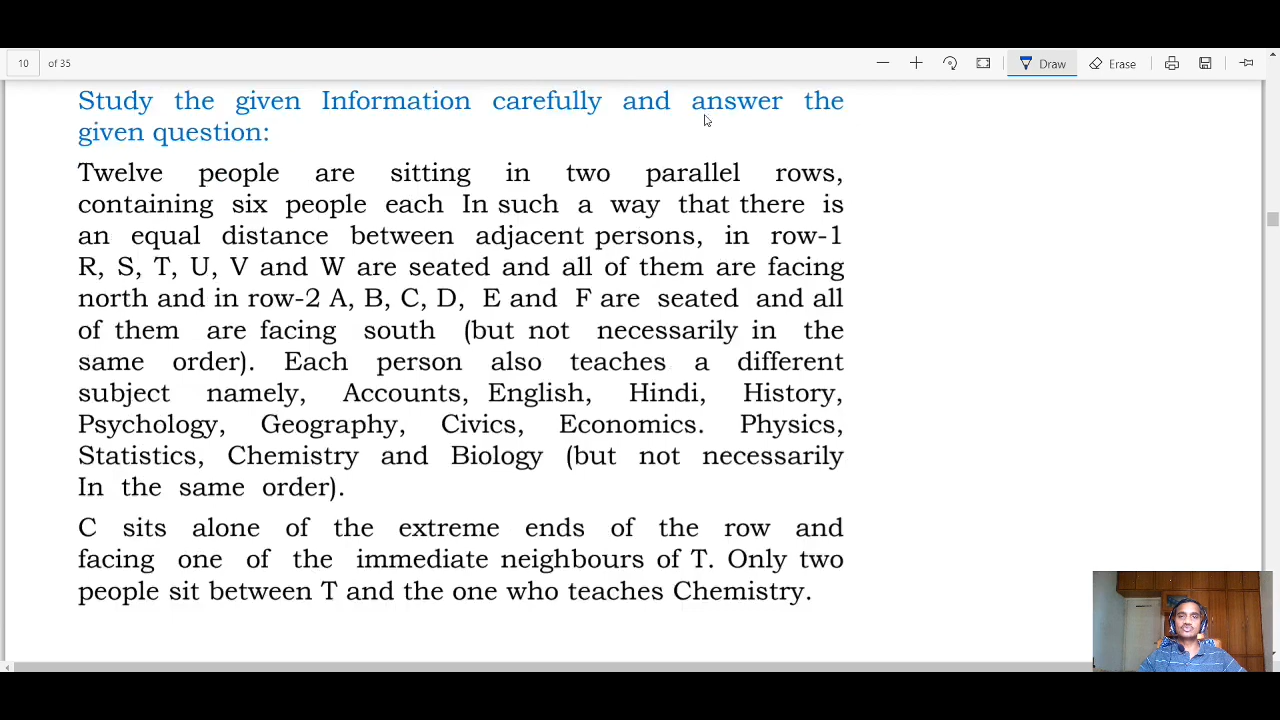 10 of 35 Draw Erase
Study the given Information carefully and answer the
given question:
Twelve people are sitting in two parallel rows,
containing six people each In such a way that there is
an equal distance between adjacent persons, in row-1
R, S, T, U, V and W are seated and all of them are facing
north and in row-2 A, B, C, D, E and F are seated and all
of them are facing south (but not necessarily in the
same order). Each person also teaches a different
subject namely, Accounts, English, Hindi, History,
Psychology, Geography, Civics, Economics. Physics,
Statistics, Chemistry and Biology (but not necessarily
In the same order).
C sits alone of the extreme ends of the row and
facing one of the immediate neighbours of T. Only two
people sit between T and the one who teaches Chemistry.